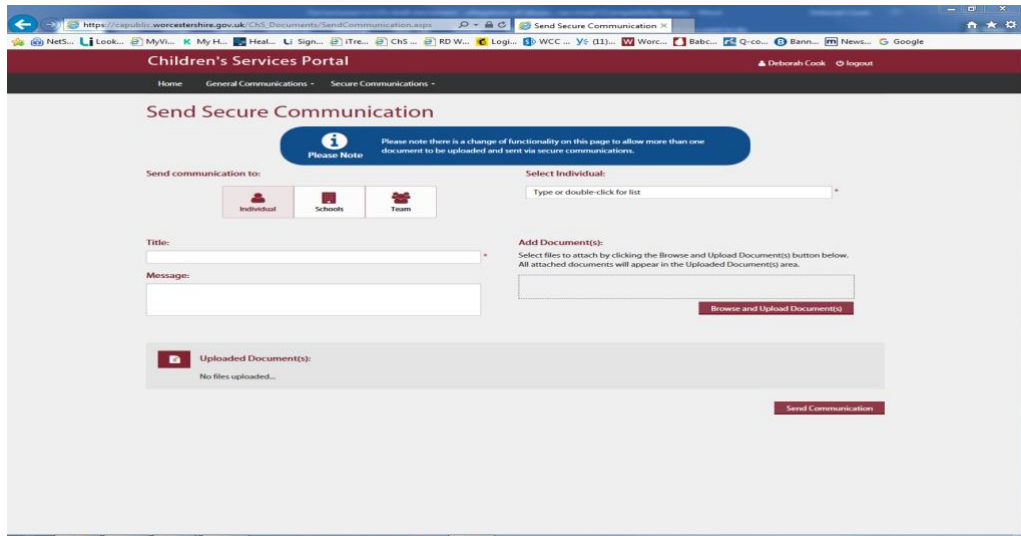 https://capublic.worcestershire.gov.uk/ChS_Documents/SendCommunication.aspx
Send Secure Communication
NetS... Look... MyVi... My H... Heal... Sign... iTre... ChS ... RD W... Logi... WCC ... (11)... Worc... Babc... Q-co... Bann... News... Google
Children's Services Portal
Deborah Cook logout
Home General Communications Secure Communications
Send Secure Communication
Please Note
Please note there is a change of functionality on this page to allow more than one
document to be uploaded and sent via secure communications.
Send communication to:
Individual Schools Team
Select Individual:
Type or double-click for list *
Title:
*
Message:
Add Document(s):
Select files to attach by clicking the Browse and Upload Document(s) button below.
All attached documents will appear in the Uploaded Document(s) area.
Browse and Upload Document(s)
Uploaded Document(s):
No files uploaded...
Send Communication